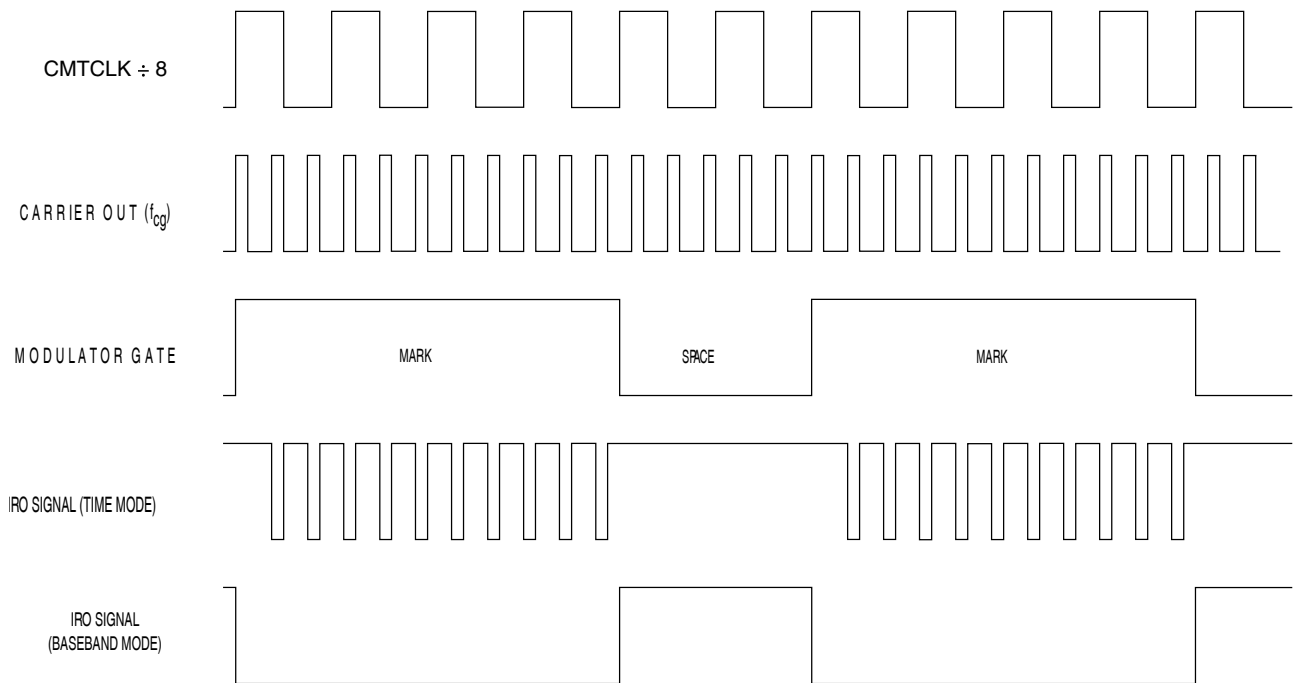 CMTCLK ÷ 8
CARRIER OUT (fcg)
MODULATOR GATE
MARK
SPACE
MARK
IRO SIGNAL (TIME MODE)
IRO SIGNAL
(BASEBAND MODE)